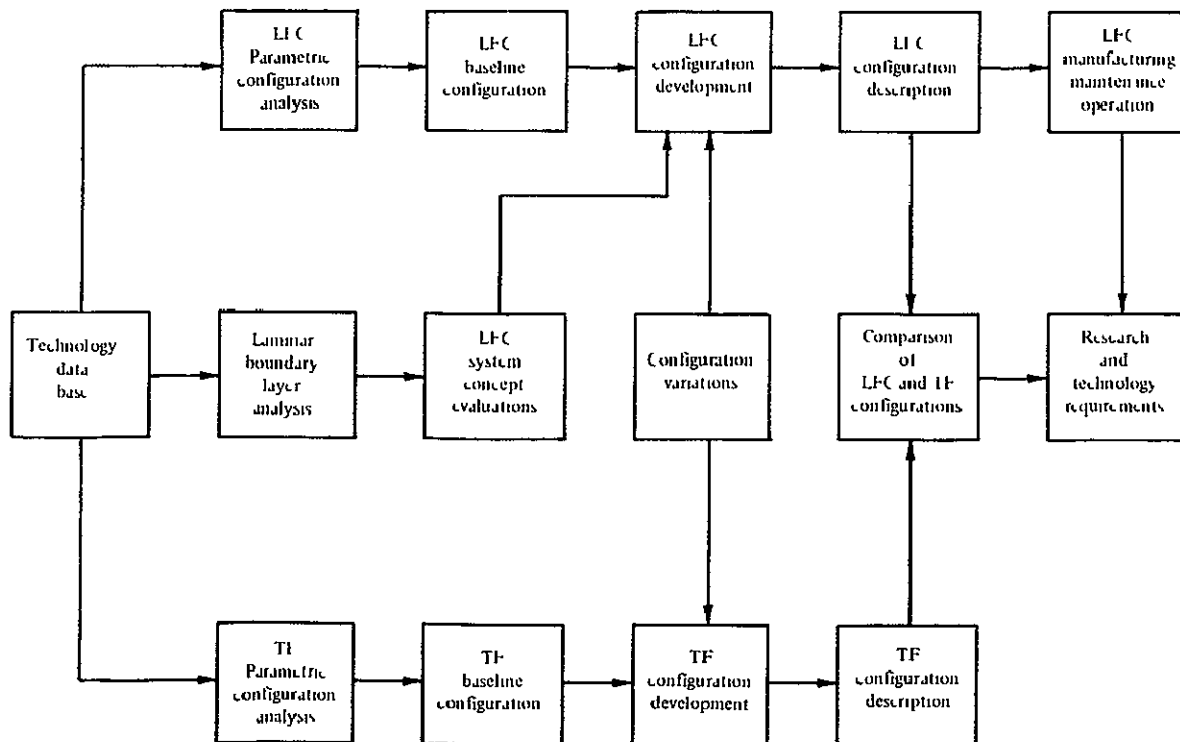 LFC
Parametric
configuration
analysis
LFC
baseline
configuration
LFC
configuration
development
LFC
configuration
description
LFC
manufacturing
maintenance
operation
Technology
data
base
Laminar
boundary
layer
analysis
LFC
system
concept
evaluations
Configuration
variations
Comparison
of
LFC and TF
configurations
Research
and
technology
requirements
TF
Parametric
configuration
analysis
TF
baseline
configuration
TF
configuration
development
TF
configuration
description